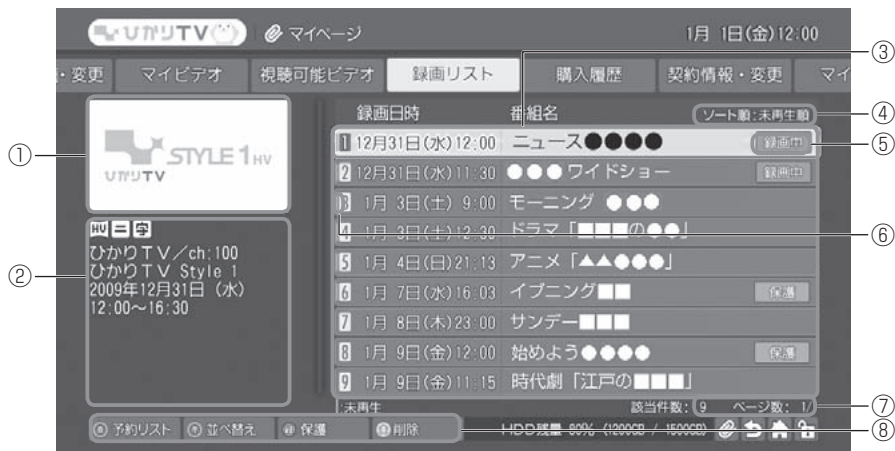 ひかりTV マイページ 1月 1日(金)12:00
・変更 マイビデオ 視聴可能ビデオ 録画リスト 購入履歴 契約情報・変更 マイ
録画日時 番組名 ソート順:未再生順
1 12月31日(水)12:00 ニュース●●●● 録画中
2 12月31日(水)11:30 ●●●ワイドショー 録画中
3 1月 3日(土) 9:00 モーニング ●●●
4 1月 3日(土)12:30 ドラマ「■■■の●●」
5 1月 4日(日)21:13 アニメ「▲▲●●●」
6 1月 7日(水)16:03 イブニング■■ 保護
7 1月 8日(木)23:00 サンデー■■■
8 1月 9日(金)12:00 始めよう●●●● 保護
9 1月 9日(金)11:15 時代劇「江戸の■■■」
STYLE 1 HV
ひかりTV
HV 二 字
ひかりTV/ch:100
ひかりTV Style 1
2009年12月31日 (水)
12:00~16:30
:未再生 該当件数: 9 ページ数: 1/
予約リスト 並べ替え 保護 削除 HDD残量 80% (1200GB / 1500GB)
①
②
③
④
⑤
⑥
⑦
⑧